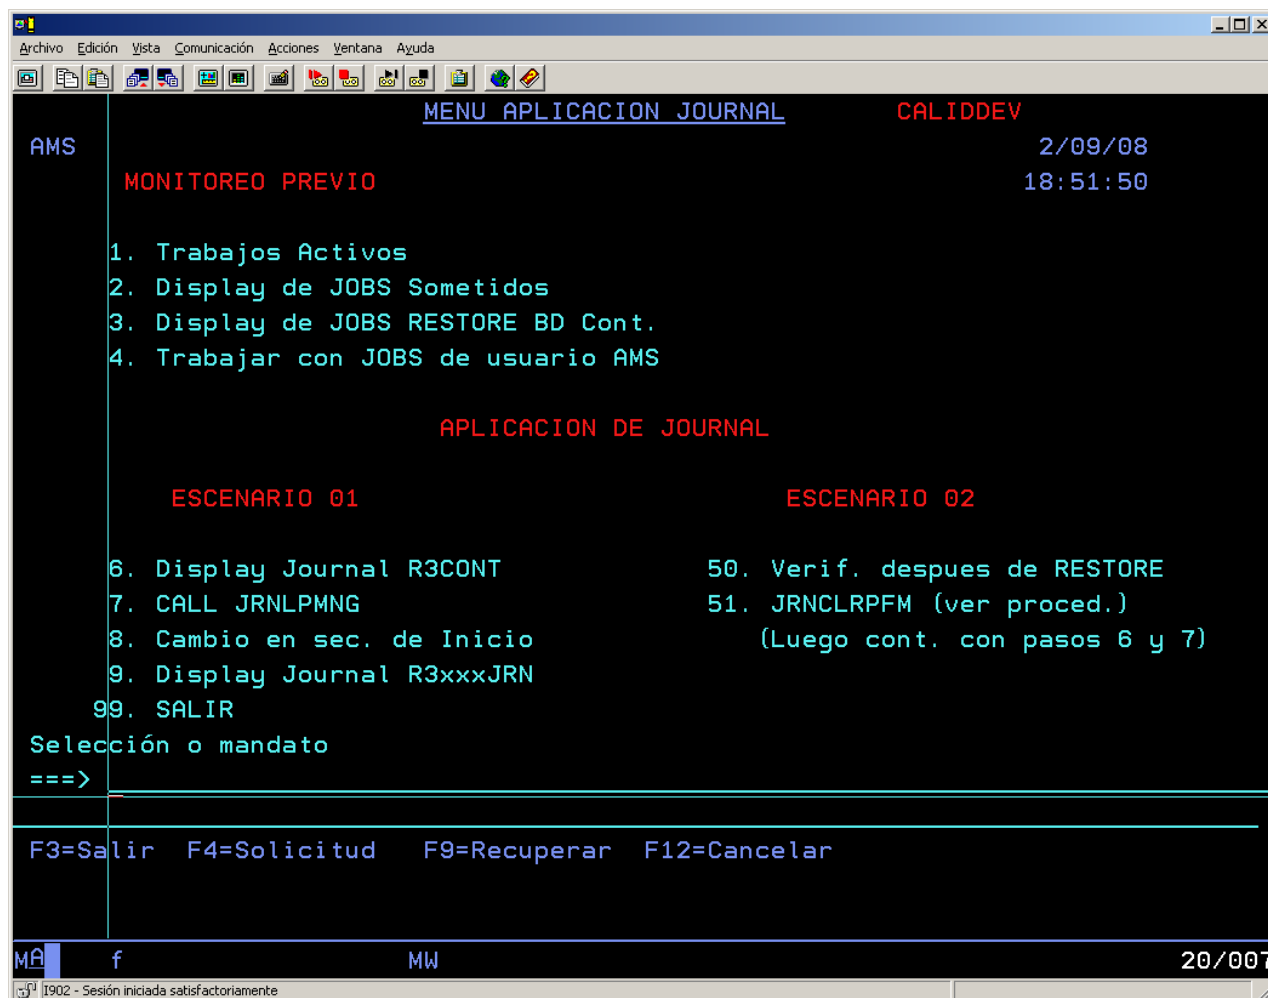 Archivo Edición Vista Comunicación Acciones Ventana Ayuda
MENU APLICACION JOURNAL CALIDDEV
AMS 2/09/08
MONITOREO PREVIO 18:51:50
1. Trabajos Activos
2. Display de JOBS Sometidos
3. Display de JOBS RESTORE BD Cont.
4. Trabajar con JOBS de usuario AMS
APLICACION DE JOURNAL
ESCENARIO 01 ESCENARIO 02
6. Display Journal R3CONT 50. Verif. despues de RESTORE
7. CALL JRNLPMNG 51. JRNCLRPFM (ver proced.)
8. Cambio en sec. de Inicio (Luego cont. con pasos 6 y 7)
9. Display Journal R3xxxJRN
99. SALIR
Selección o mandato
===>
F3=Salir F4=Solicitud F9=Recuperar F12=Cancelar
MA f MW 20/007
I902 - Sesión iniciada satisfactoriamente